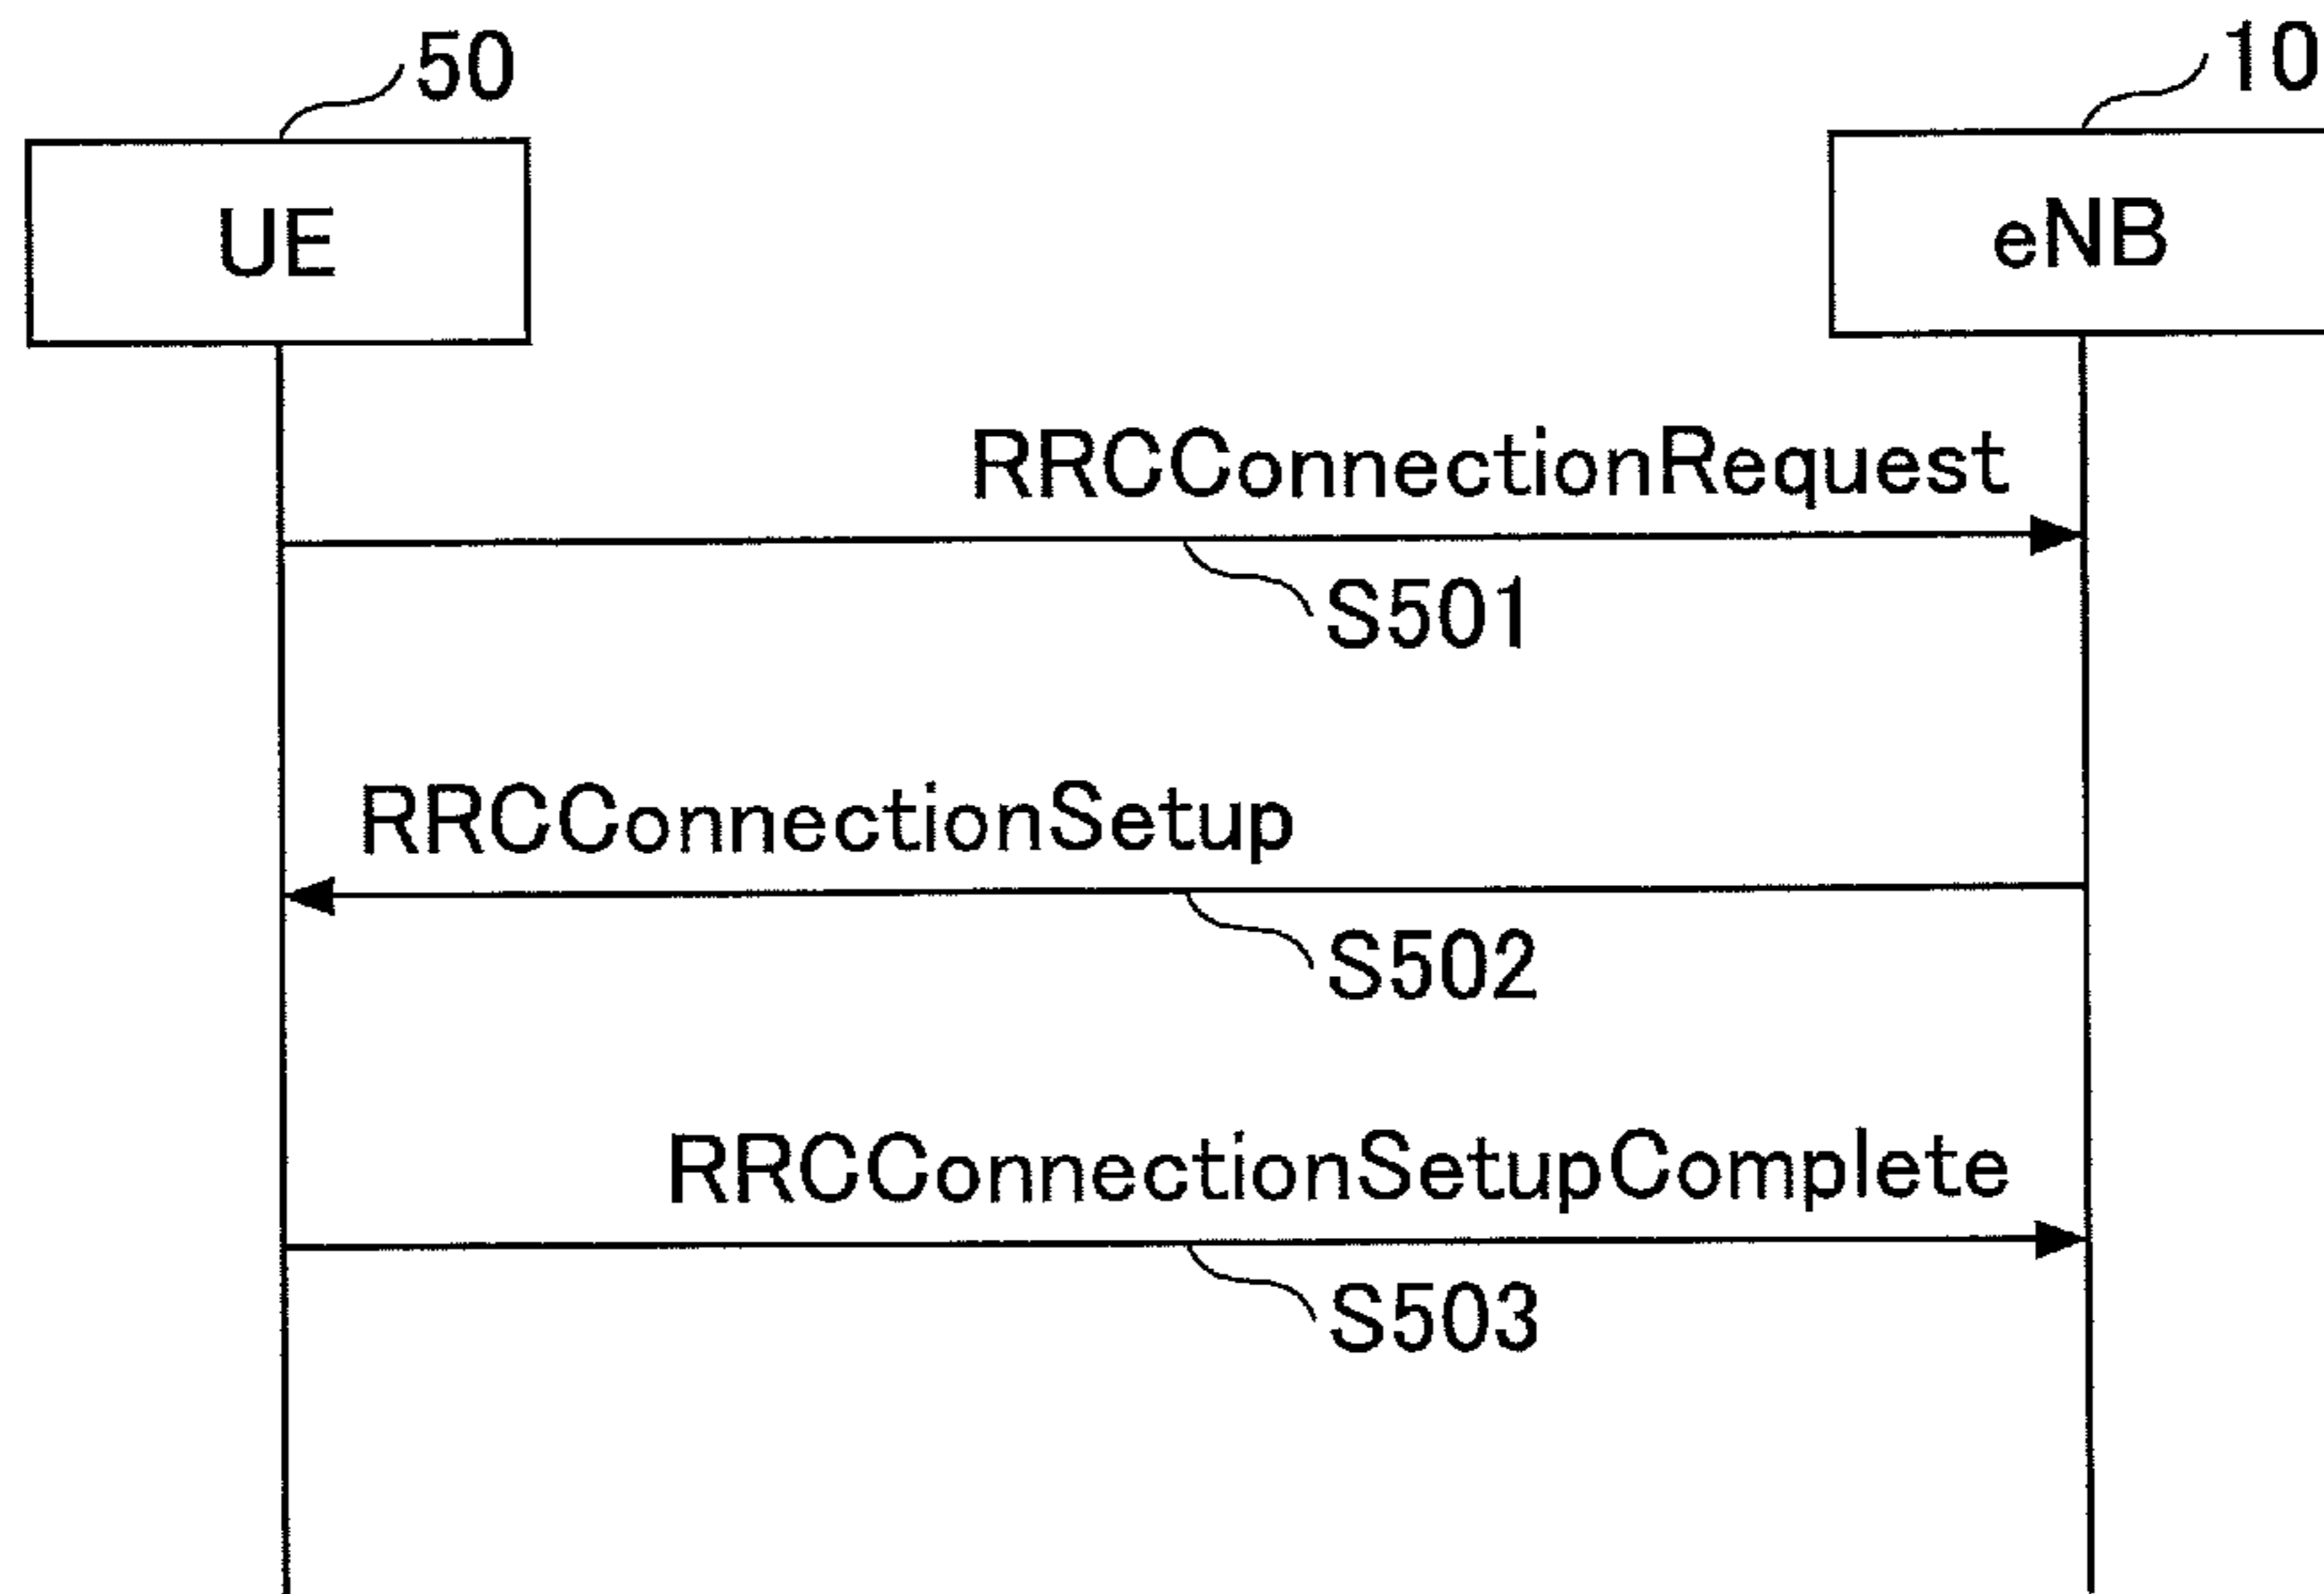 50
10
UE
eNB
RRCConnectionRequest
S501
RRCConnectionSetup
S502
RRCConnectionSetupComplete
S503